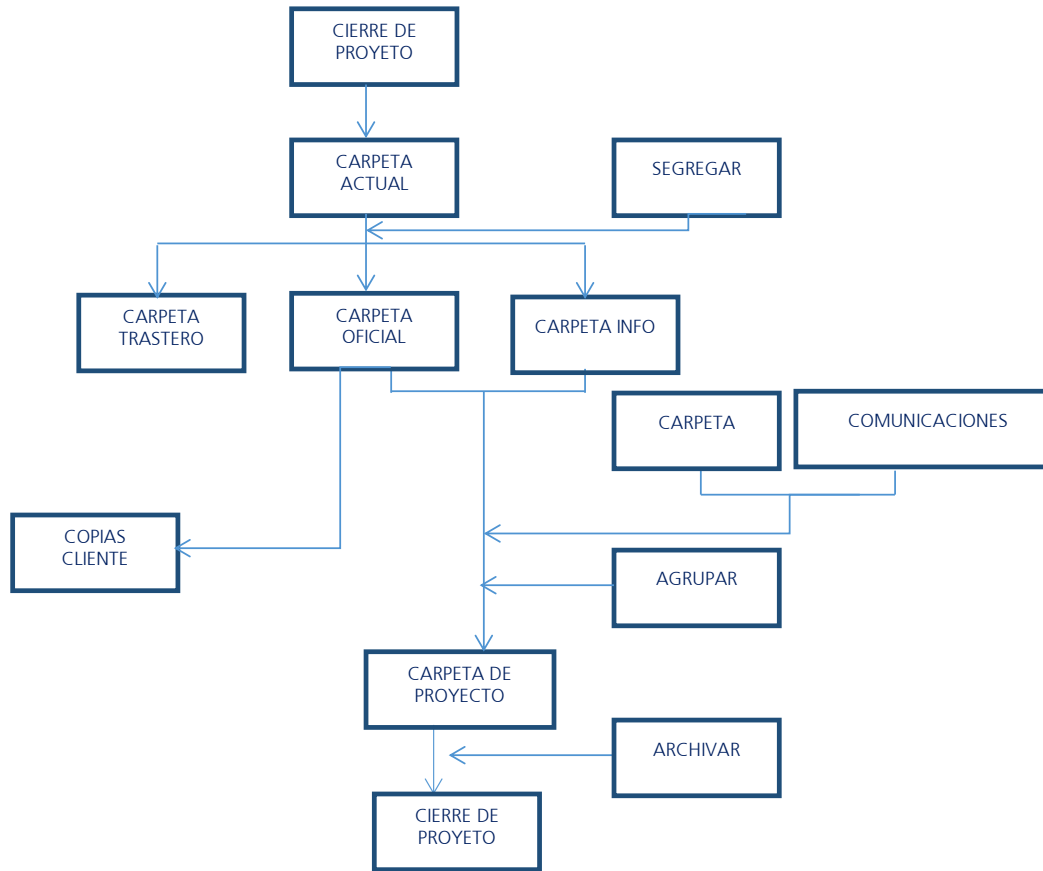 CIERRE DE
PROYETO
CARPETA
ACTUAL
SEGREGAR
CARPETA
TRASTERO
CARPETA
OFICIAL
CARPETA INFO
CARPETA
COMUNICACIONES
COPIAS
CLIENTE
AGRUPAR
CARPETA DE
PROYECTO
ARCHIVAR
CIERRE DE
PROYETO